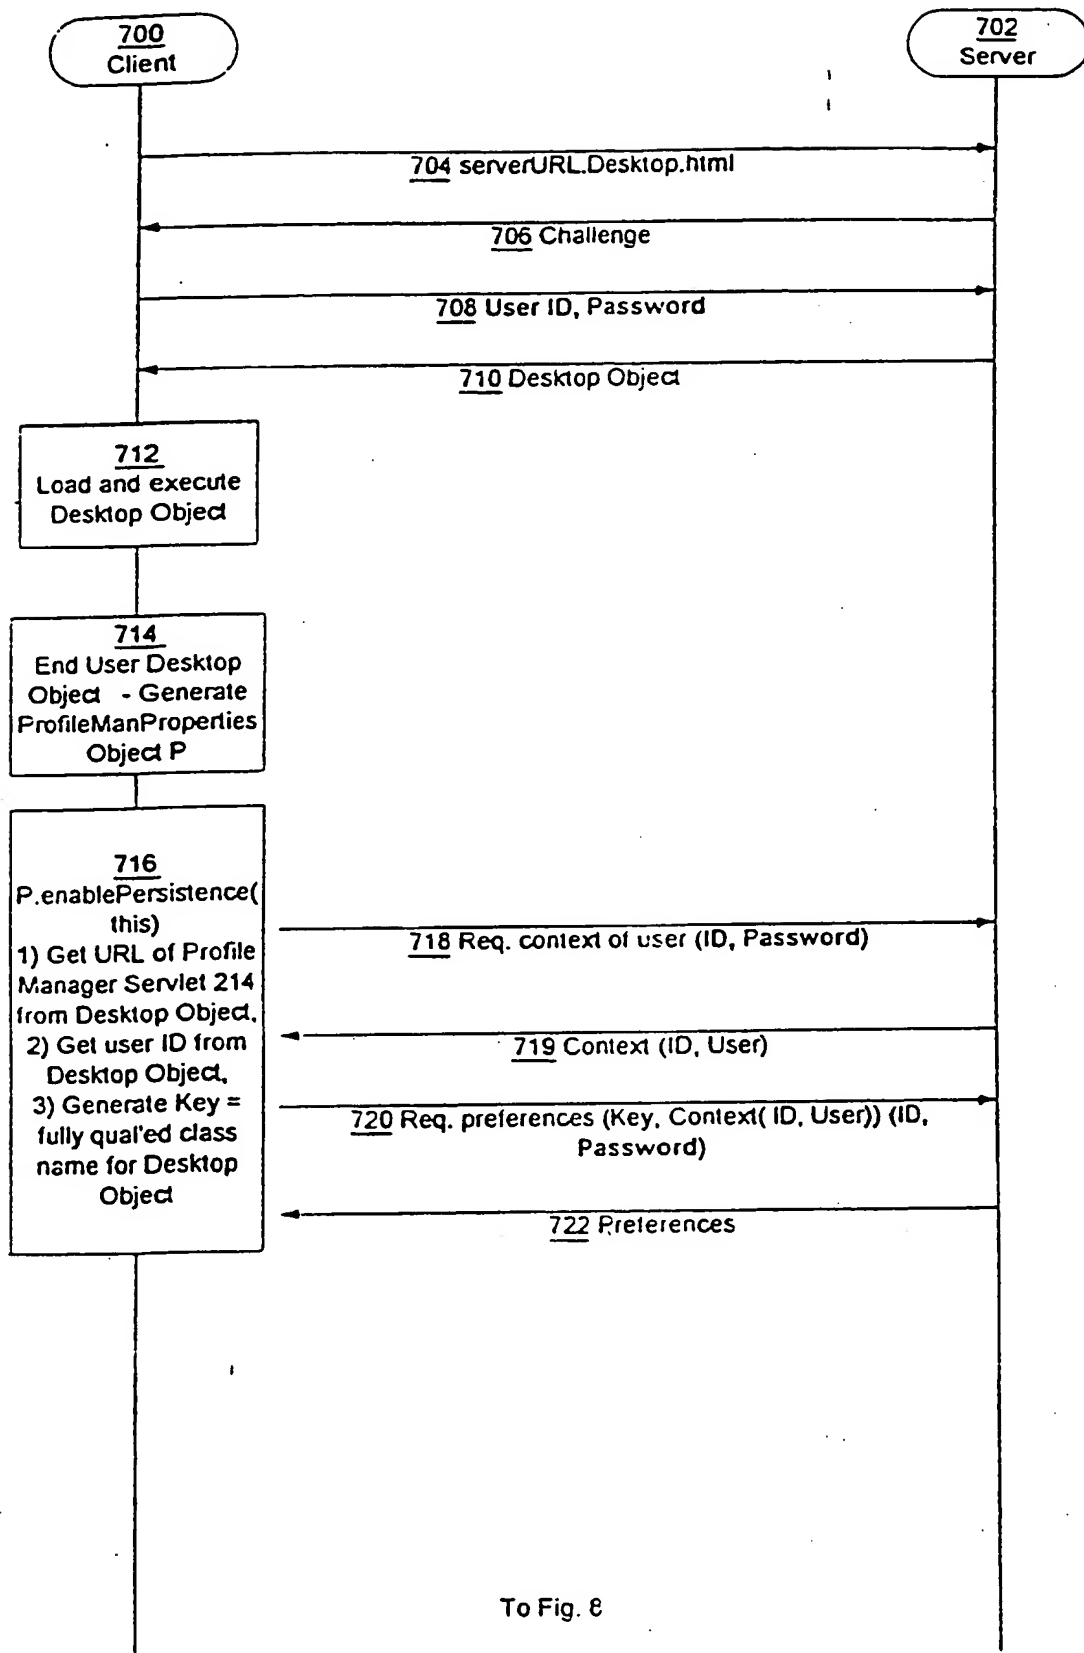 700
Client
702
Server
704 serverURL.Desktop.html
706 Challenge
708 User ID, Password
710 Desktop Object
712
Load and execute
Desktop Object
714
End User Desktop
Object - Generate
ProfileManProperties
Object P
716
P.enablePersistence(
this)
1) Get URL of Profile
Manager Servlet 214
from Desktop Object,
2) Get user ID from
Desktop Object,
3) Generate Key =
fully qual'ed class
name for Desktop
Object
718 Req. context of user (ID, Password)
719 Context (ID, User)
720 Req. preferences (Key, Context( ID, User)) (ID,
Password)
722 Preferences
To Fig. 8